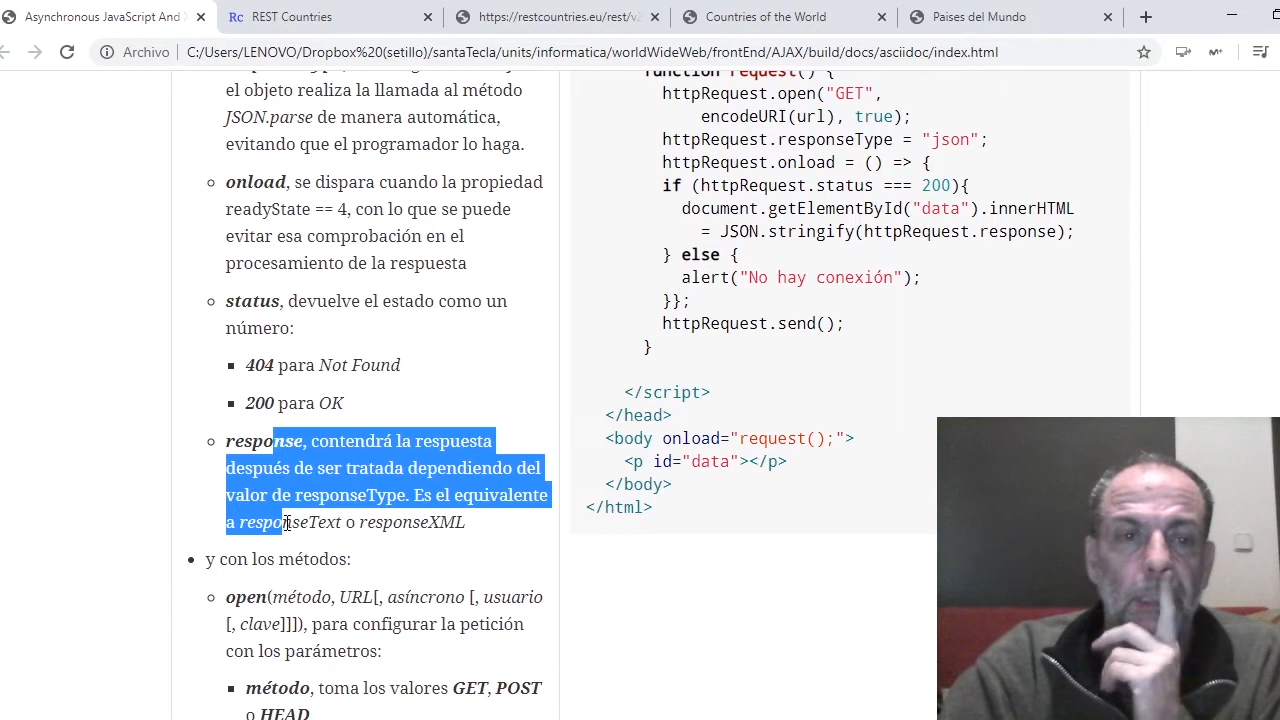 Asynchronous JavaScript And X
REST Countries
https://restcountries.eu/rest/v2
Countries of the World
Paises del Mundo
Archivo
C:/Users/LENOVO/Dropbox%20(setillo)/santaTecla/units/informatica/worldWideWeb/frontEnd/AJAX/build/docs/asciidoc/index.html
el objeto realiza la llamada al método
JSON.parse de manera automática,
evitando que el programador lo haga.
onload, se dispara cuando la propiedad
readyState == 4, con lo que se puede
evitar esa comprobación en el
procesamiento de la respuesta
status, devuelve el estado como un
número:
404 para Not Found
200 para OK
response, contendrá la respuesta
después de ser tratada dependiendo del
valor de responseType. Es el equivalente
a responseText o responseXML
y con los métodos:
open(método, URL[, asíncrono [, usuario
[, clave]]]), para configurar la petición
con los parámetros:
método, toma los valores GET, POST
o HEAD
function request() {
httpRequest.open("GET",
encodeURI(url), true);
httpRequest.responseType = "json";
httpRequest.onload = () => {
if (httpRequest.status === 200){
document.getElementById("data").innerHTML
= JSON.stringify(httpRequest.response);
} else {
alert("No hay conexión");
}};
httpRequest.send();
}
</script>
</head>
<body onload="request();">
<p id="data"></p>
</body>
</html>